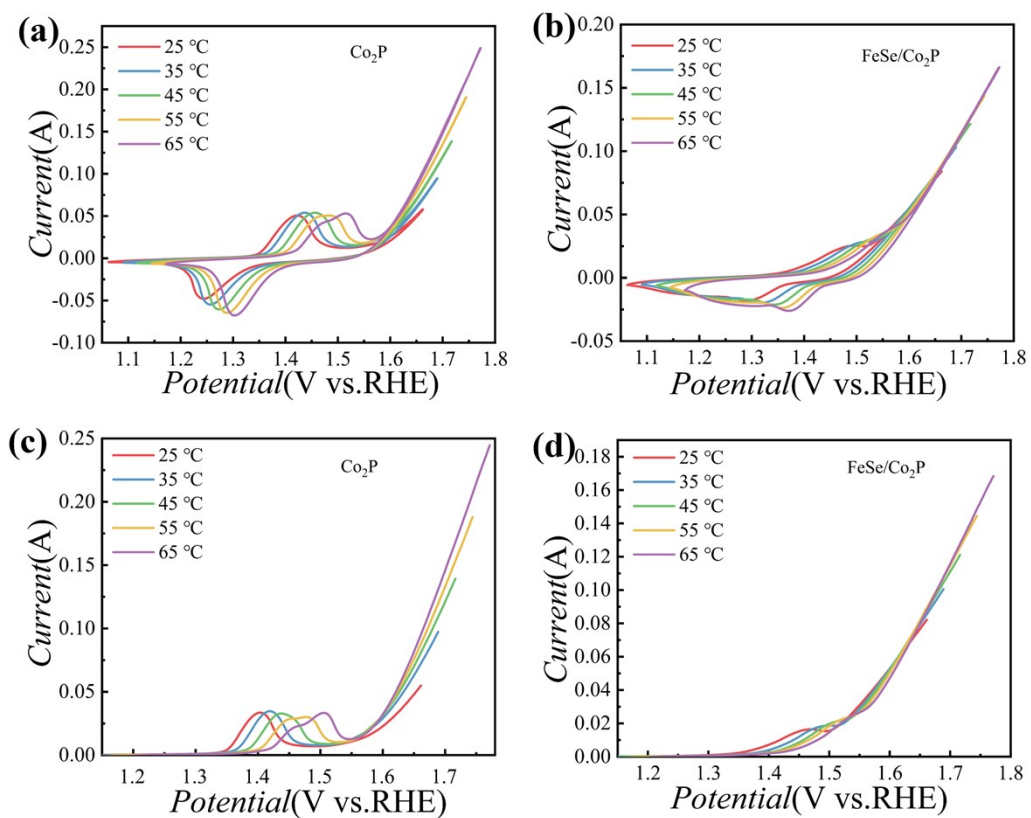 (a)
Co₂P
25 ℃
35 ℃
45 ℃
55 ℃
65 ℃
0.25
0.20
0.15
0.10
0.05
0.00
-0.05
-0.10
Current(A)
1.1 1.2 1.3 1.4 1.5 1.6 1.7 1.8
Potential(V vs.RHE)
(b)
FeSe/Co₂P
25 ℃
35 ℃
45 ℃
55 ℃
65 ℃
0.20
0.15
0.10
0.05
0.00
-0.05
Current(A)
1.1 1.2 1.3 1.4 1.5 1.6 1.7 1.8
Potential(V vs.RHE)
(c)
Co₂P
25 ℃
35 ℃
45 ℃
55 ℃
65 ℃
0.25
0.20
0.15
0.10
0.05
0.00
Current(A)
1.2 1.3 1.4 1.5 1.6 1.7
Potential(V vs.RHE)
(d)
FeSe/Co₂P
25 ℃
35 ℃
45 ℃
55 ℃
65 ℃
0.18
0.16
0.14
0.12
0.10
0.08
0.06
0.04
0.02
0.00
Current(A)
1.2 1.3 1.4 1.5 1.6 1.7 1.8
Potential(V vs.RHE)